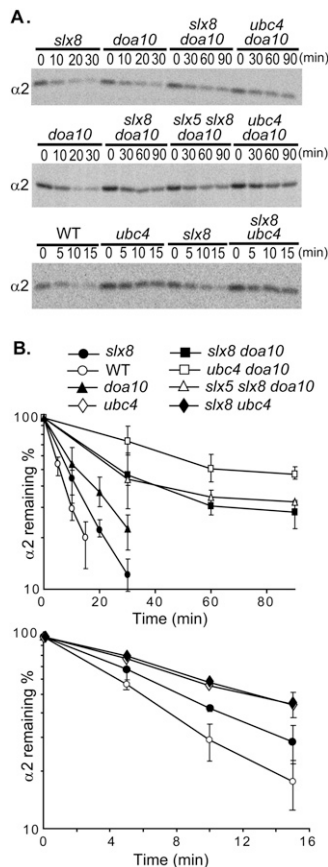 A.
slx8 doa10 slx8 doa10 ubc4 doa10
0 10 20 30 0 10 20 30 0 30 60 90 0 30 60 90 (min)
α2
doa10 slx8 doa10 slx5 slx8 doa10 ubc4 doa10
0 10 20 30 0 30 60 90 0 30 60 90 0 30 60 90 (min)
α2
WT ubc4 slx8 slx8 ubc4
0 5 10 15 0 5 10 15 0 5 10 15 0 5 10 15 (min)
α2
B.
slx8 slx8 doa10
WT ubc4 doa10
doa10 slx5 slx8 doa10
ubc4 slx8 ubc4
100
α2 remaining %
10
0 20 40 60 80
Time (min)
100
α2 remaining %
10
0 4 8 12 16
Time (min)